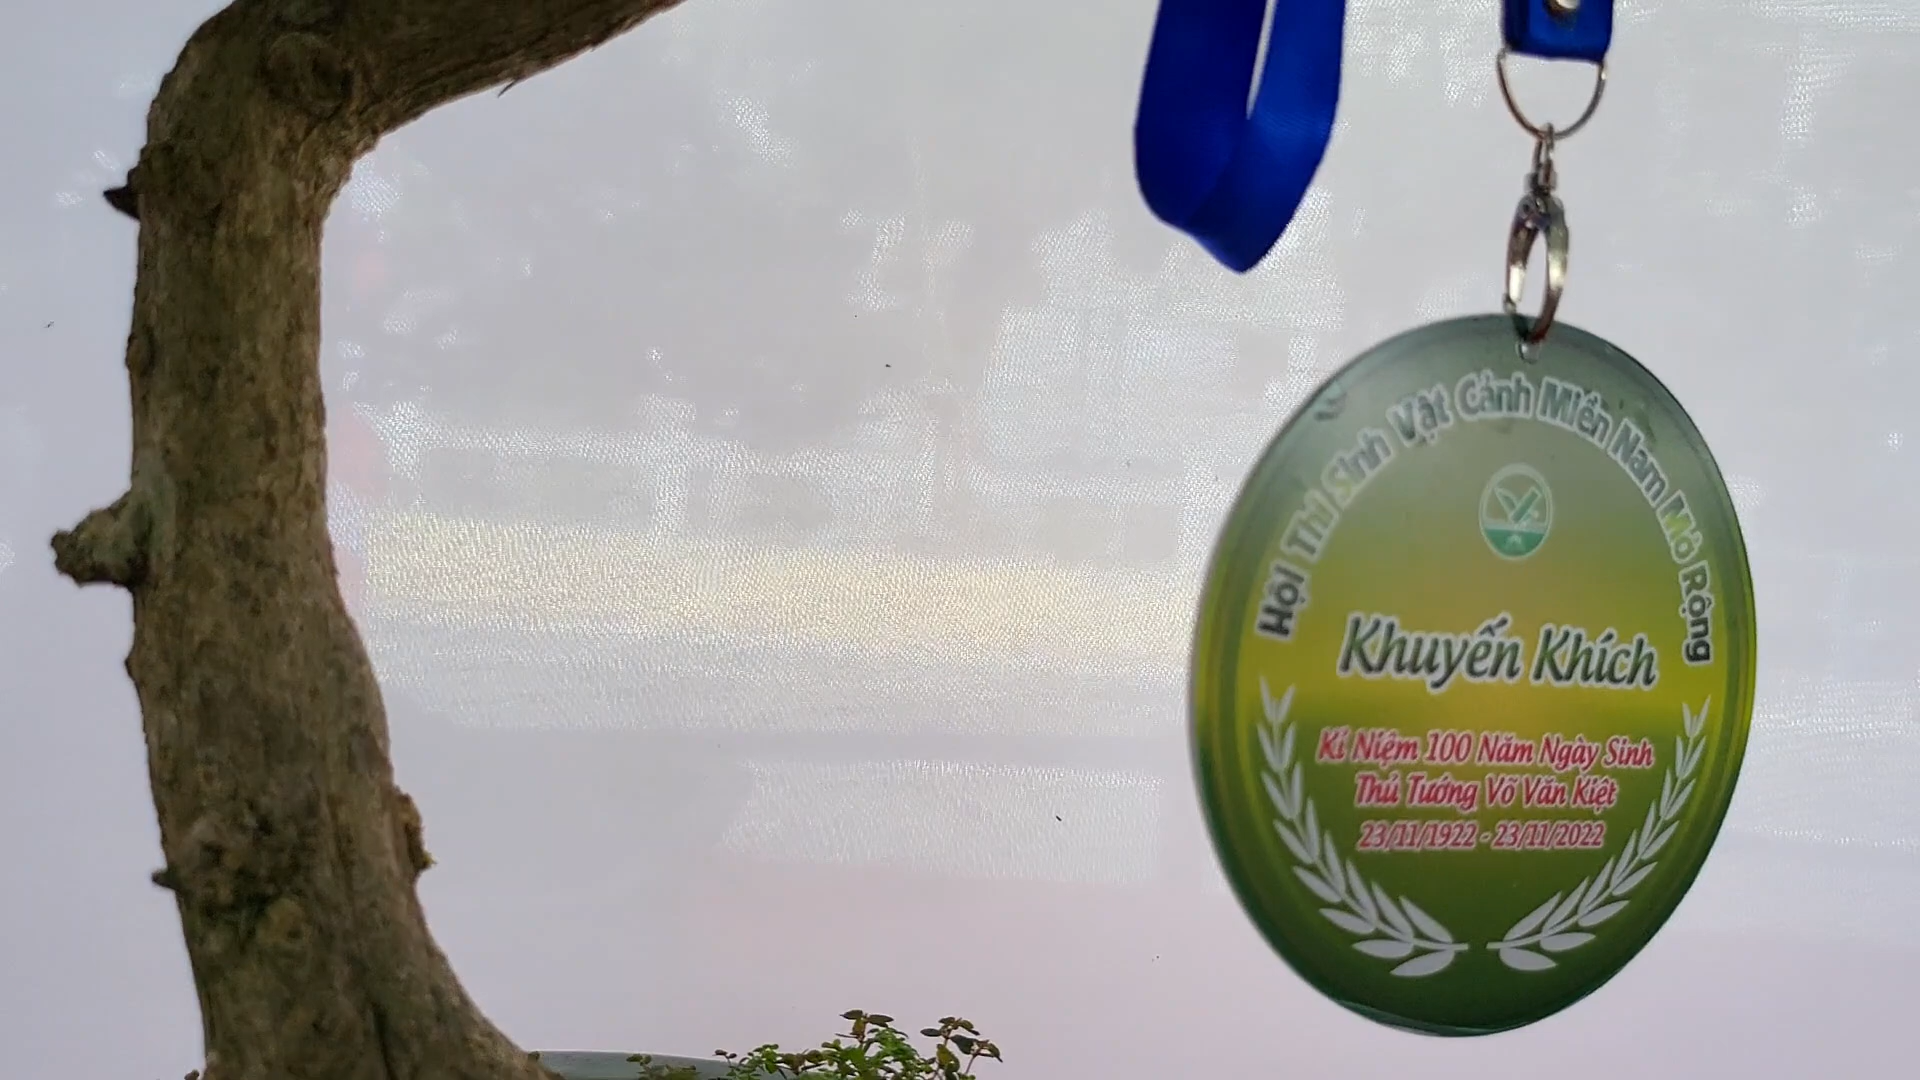 Hội Thi Sinh Vật Cảnh Miền Nam Mở Rộng
Khuyến Khích
Kỉ Niệm 100 Năm Ngày Sinh
Thủ Tướng Võ Văn Kiệt
23/11/1922 - 23/11/2022